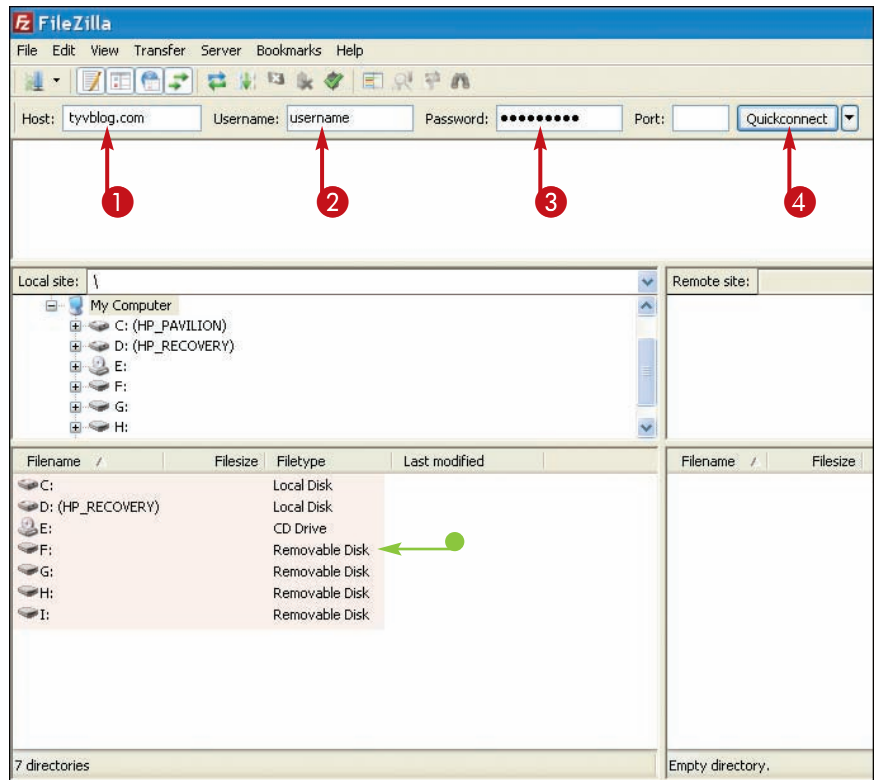 Fz FileZilla
File Edit View Transfer Server Bookmarks Help
Host: tyvblog.com Username: username Password: ●●●●●●●●● Port: Quickconnect
1 2 3 4
Local site: \ Remote site:
My Computer
C: (HP_PAVILION)
D: (HP_RECOVERY)
E:
F:
G:
H:
Filename Filesize Filetype Last modified Filename Filesize
C: Local Disk
D: (HP_RECOVERY) Local Disk
E: CD Drive
F: Removable Disk
G: Removable Disk
H: Removable Disk
I: Removable Disk
7 directories Empty directory.